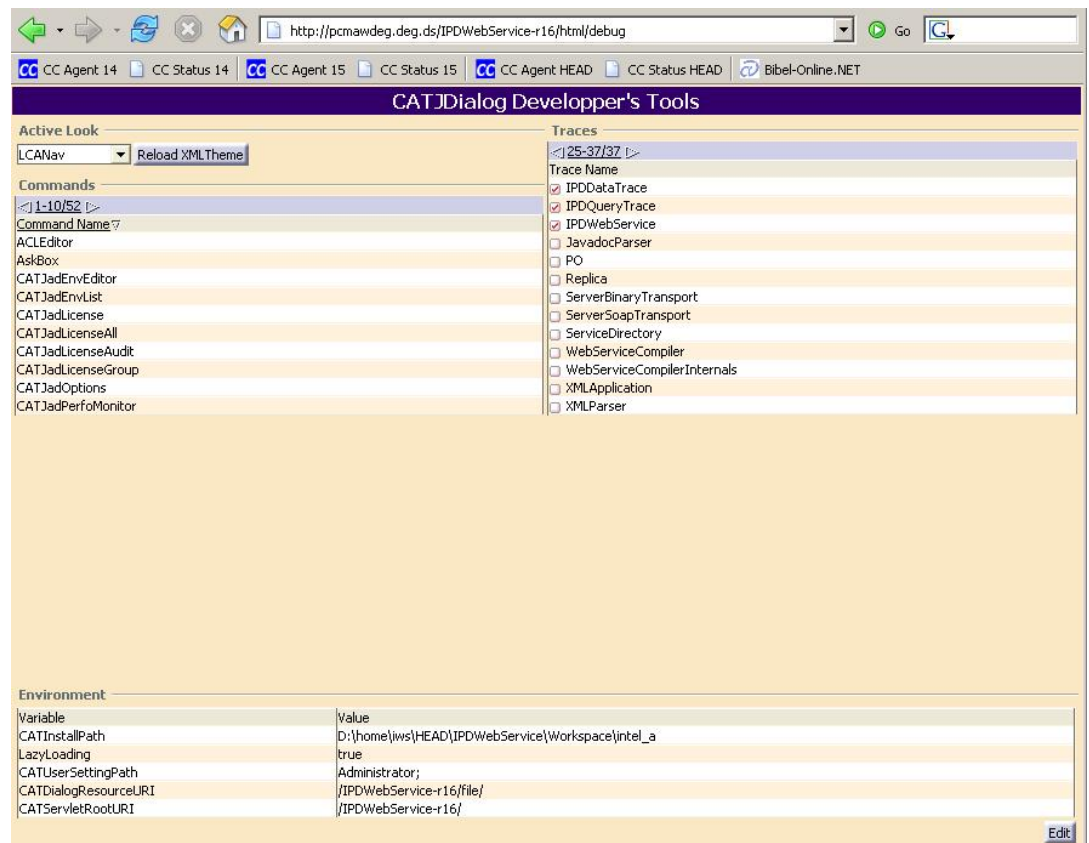 http://pcmawdeg.deg.ds/IPDWebService-r16/html/debug Go G
CC CC Agent 14 CC Status 14 CC CC Agent 15 CC Status 15 CC CC Agent HEAD CC Status HEAD Bibel-Online.NET
CATJDialog Developper's Tools
Active Look
LCANav Reload XMLTheme
Commands
1-10/52
Command Name
ACLEditor
AskBox
CATJadEnvEditor
CATJadEnvList
CATJadLicense
CATJadLicenseAll
CATJadLicenseAudit
CATJadLicenseGroup
CATJadOptions
CATJadPerfoMonitor
Traces
25-37/37
Trace Name
IPDDataTrace
IPDQueryTrace
IPDWebService
JavadocParser
PO
Replica
ServerBinaryTransport
ServerSoapTransport
ServiceDirectory
WebServiceCompiler
WebServiceCompilerInternals
XMLApplication
XMLParser
Environment
Variable Value
CATInstallPath D:\home\iws\HEAD\IPDWebService\Workspace\intel_a
LazyLoading true
CATUserSettingPath Administrator;
CATDialogResourceURI /IPDWebService-r16/file/
CATServletRootURI /IPDWebService-r16/
Edit